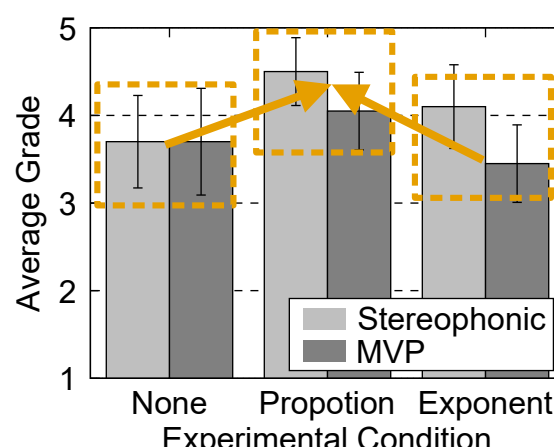 5
4
3
2
1
Average Grade
Stereophonic
MVP
None Propotion Exponent
Experimental Condition